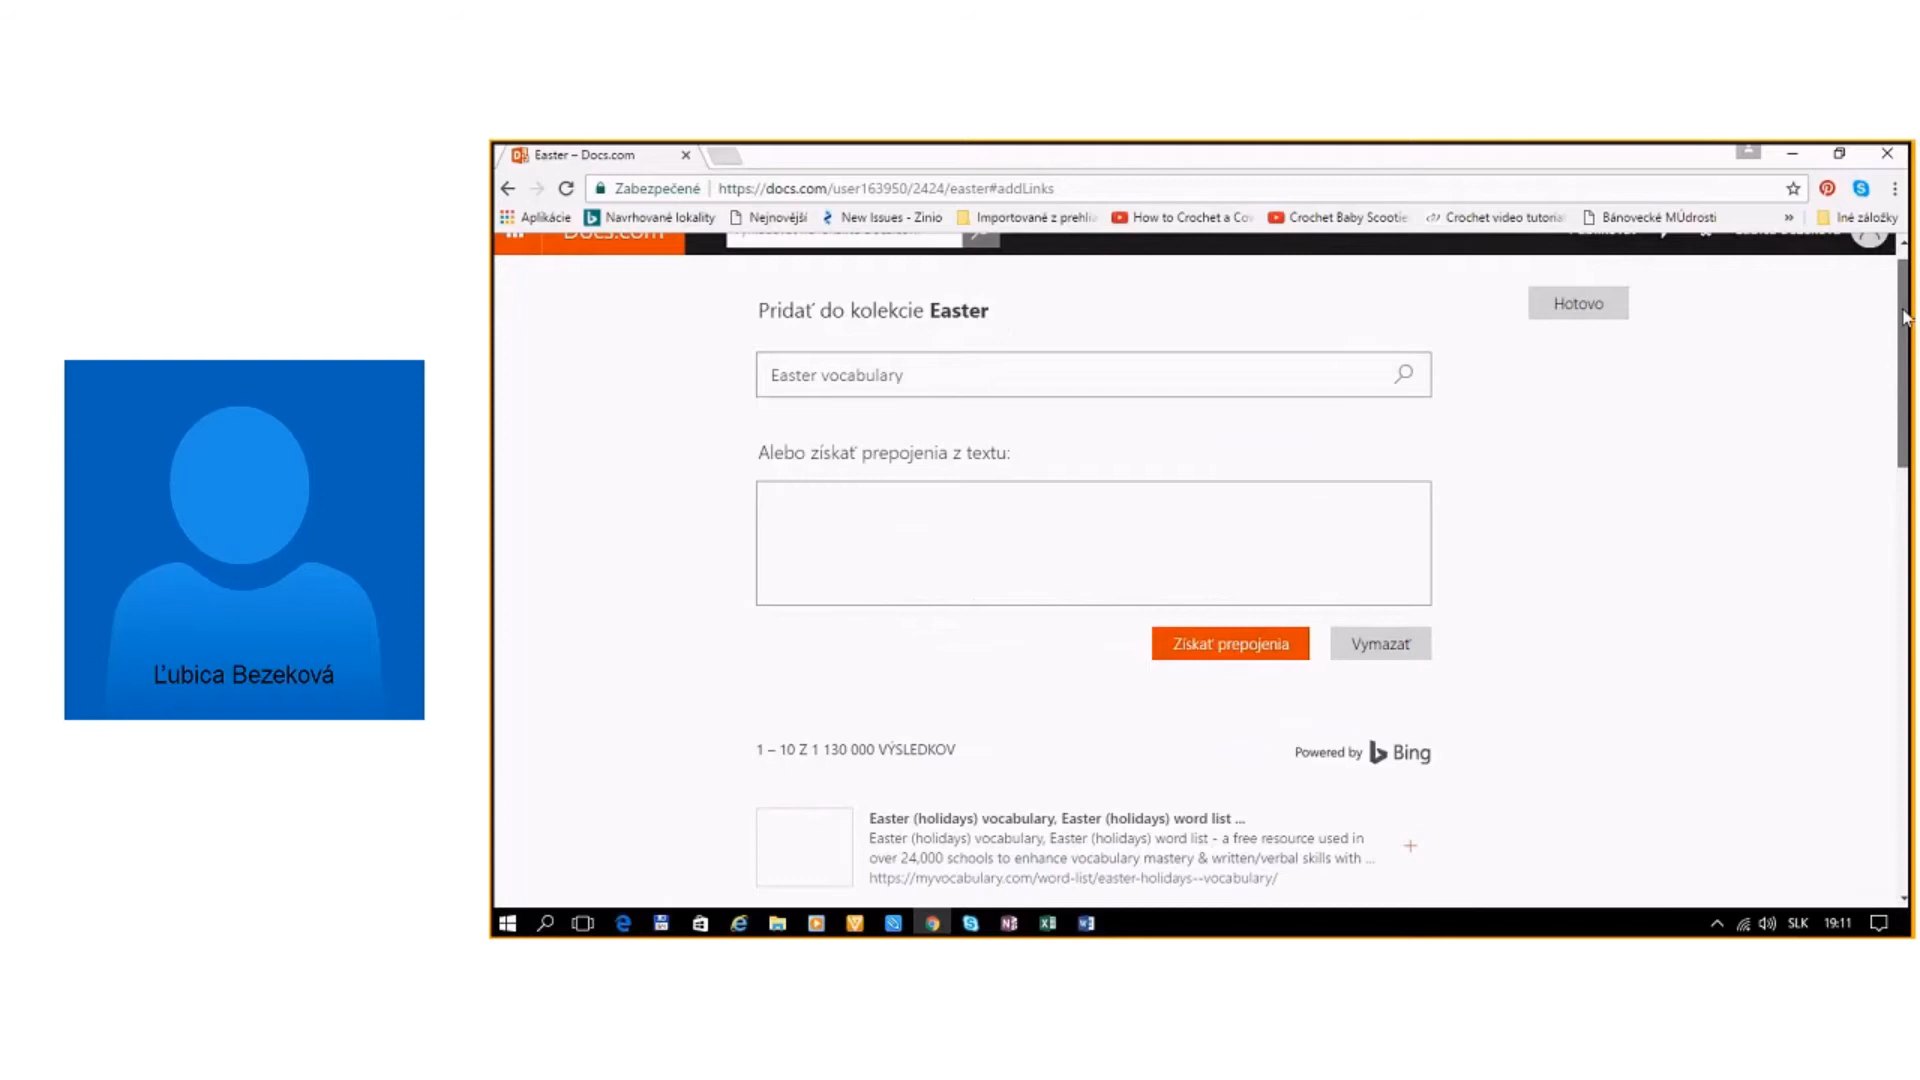 Easter – Docs.com
Zabezpečené
https://docs.com/user163950/2424/easter#addLinks
Aplikácie
Navrhované lokality
Nejnovější
New Issues - Zinio
Importované z prehli
How to Crochet a Co
Crochet Baby Scootie
Crochet video tutoria
Bánovecké MÚdrosti
»
Iné záložky
Docs.com
Pridať do kolekcie Easter
Hotovo
Easter vocabulary
Alebo získať prepojenia z textu:
Získať prepojenia
Vymazať
Ľubica Bezeková
1 – 10 Z 1 130 000 VÝSLEDKOV
Powered by Bing
Easter (holidays) vocabulary, Easter (holidays) word list ...
Easter (holidays) vocabulary, Easter (holidays) word list - a free resource used in
over 24,000 schools to enhance vocabulary mastery & written/verbal skills with ...
https://myvocabulary.com/word-list/easter-holidays--vocabulary/
SLK
19:11